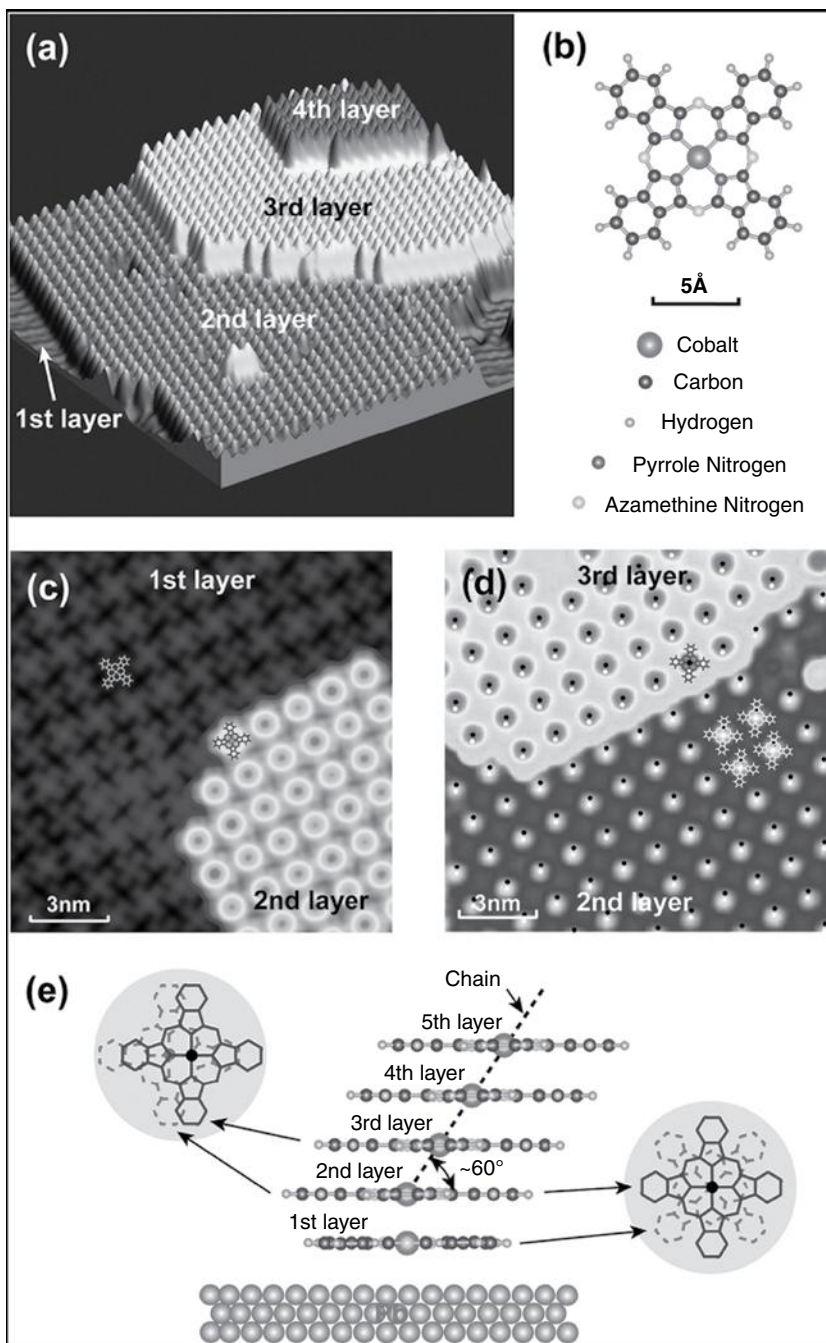 (a)
4th layer
3rd layer
2nd layer
1st layer
(b)
5Å
Cobalt
Carbon
Hydrogen
Pyrrole Nitrogen
Azamethine Nitrogen
(c)
1st layer
3nm
2nd layer
(d)
3rd layer
3nm
2nd layer
(e)
Chain
5th layer
4th layer
3rd layer
~60°
2nd layer
1st layer
Pb